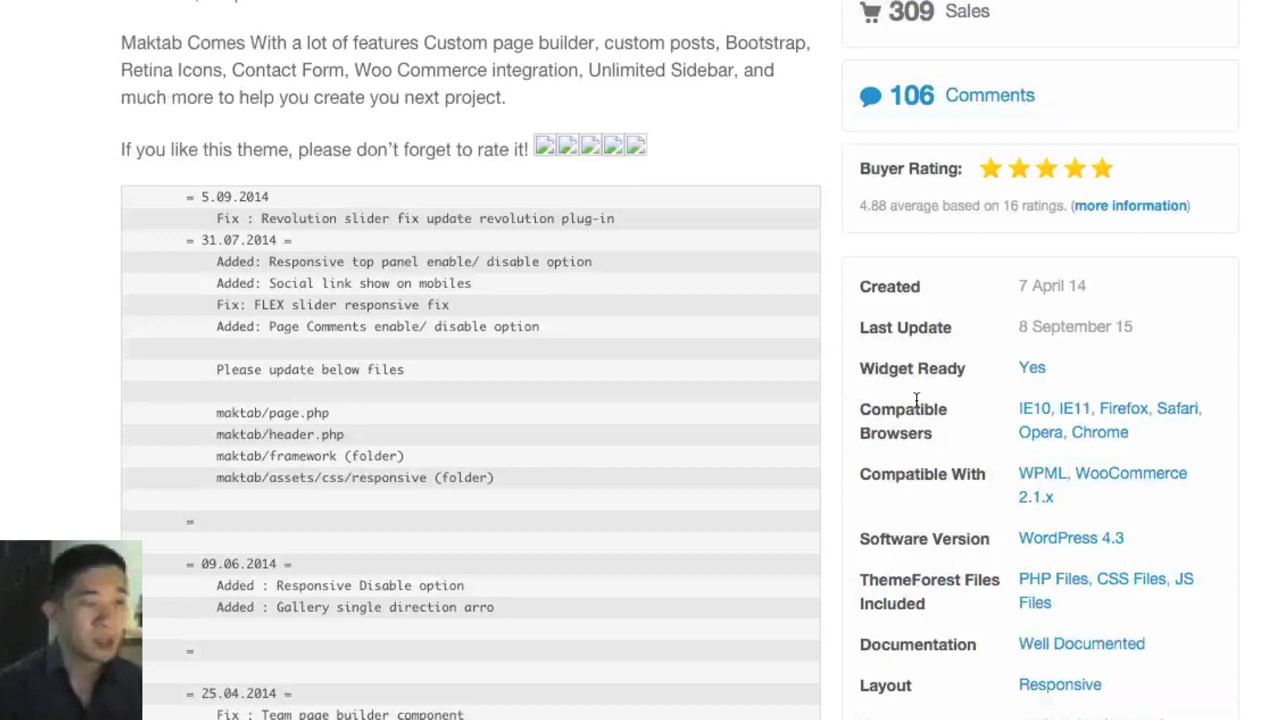 Maktab Comes With a lot of features Custom page builder, custom posts, Bootstrap,
Retina Icons, Contact Form, Woo Commerce integration, Unlimited Sidebar, and
much more to help you create you next project.
If you like this theme, please don't forget to rate it!
= 5.09.2014
Fix : Revolution slider fix update revolution plug-in
= 31.07.2014 =
Added: Responsive top panel enable/ disable option
Added: Social link show on mobiles
Fix: FLEX slider responsive fix
Added: Page Comments enable/ disable option
Please update below files
maktab/page.php
maktab/header.php
maktab/framework (folder)
maktab/assets/css/responsive (folder)
=
= 09.06.2014 =
Added : Responsive Disable option
Added : Gallery single direction arro
=
= 25.04.2014 =
Fix : Team page builder component
309 Sales
106 Comments
Buyer Rating:
4.88 average based on 16 ratings. (more information)
Created 7 April 14
Last Update 8 September 15
Widget Ready Yes
Compatible Browsers IE10, IE11, Firefox, Safari,
Opera, Chrome
Compatible With WPML, WooCommerce
2.1.x
Software Version WordPress 4.3
ThemeForest Files Included PHP Files, CSS Files, JS
Files
Documentation Well Documented
Layout Responsive